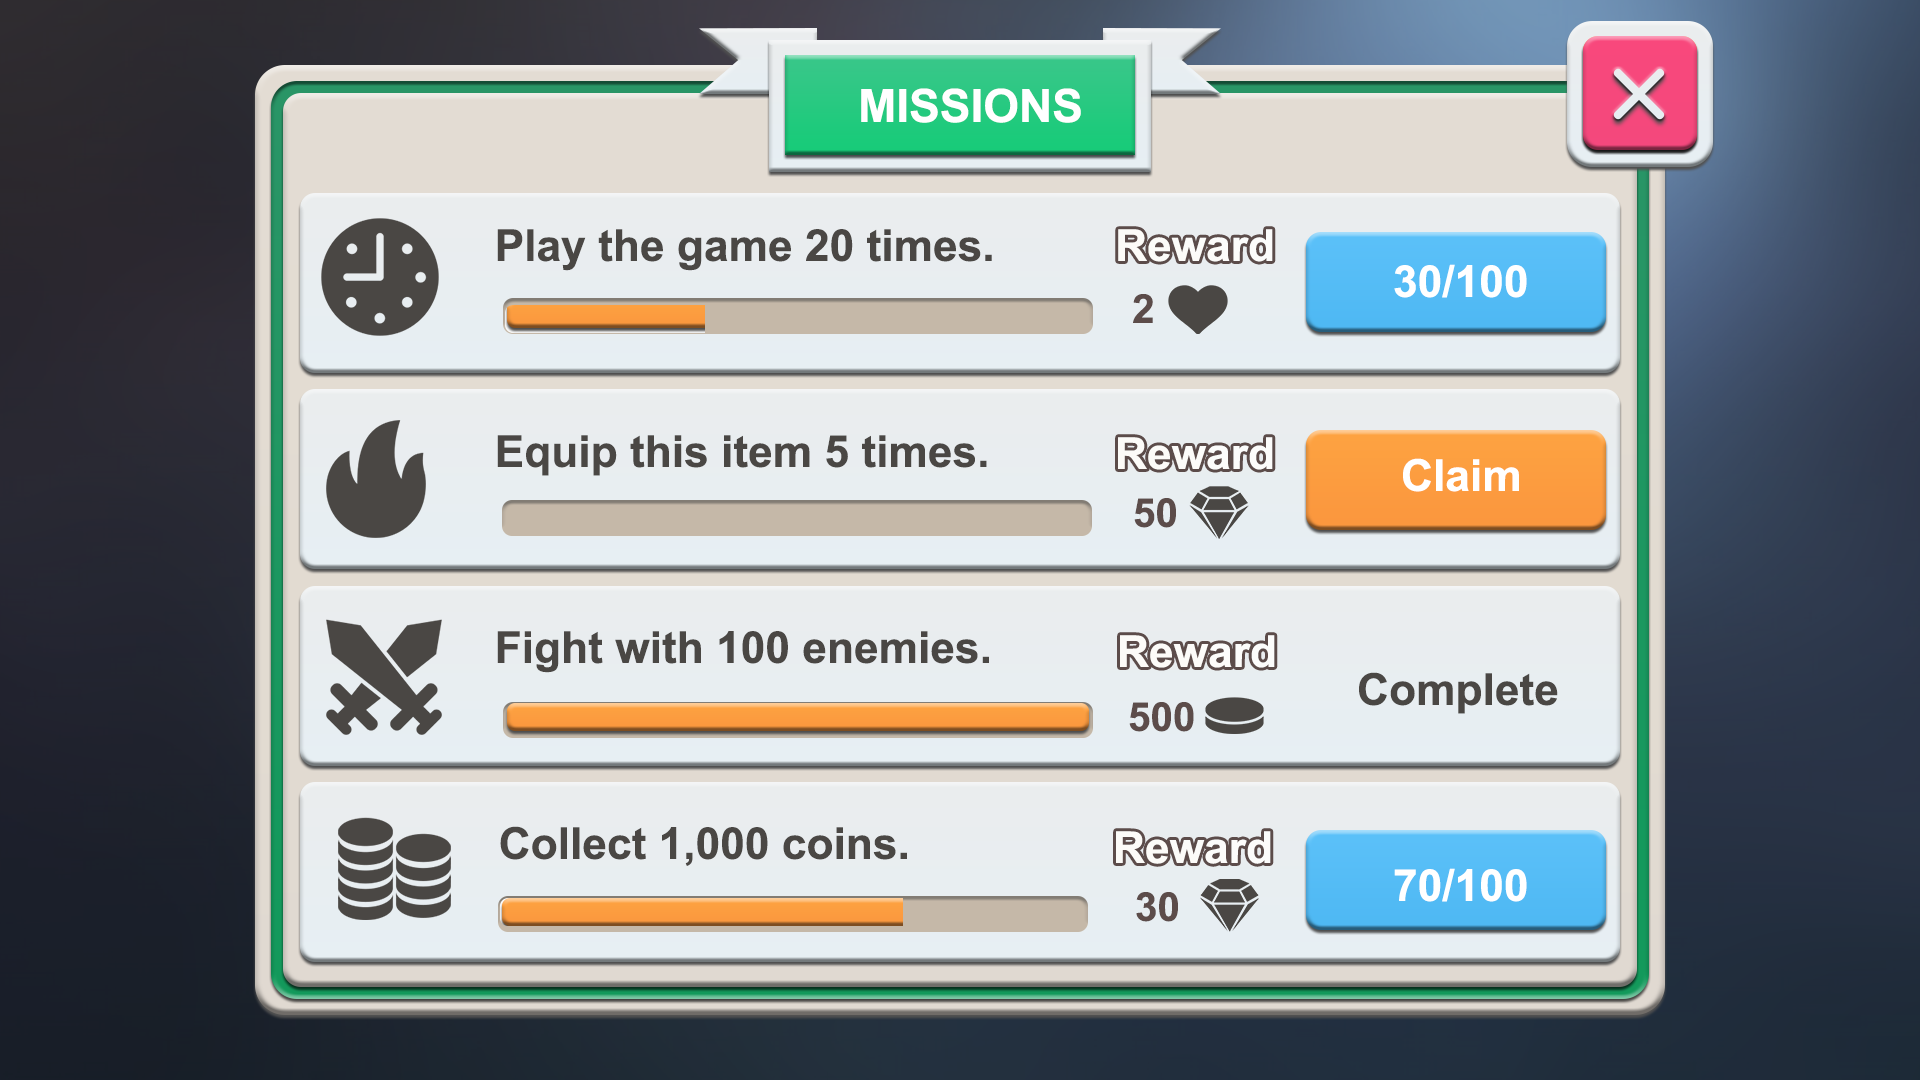 MISSIONS
Play the game 20 times.
Reward
2
30/100
Equip this item 5 times.
Reward
50
Claim
Fight with 100 enemies.
Reward
500
Complete
Collect 1,000 coins.
Reward
30
70/100